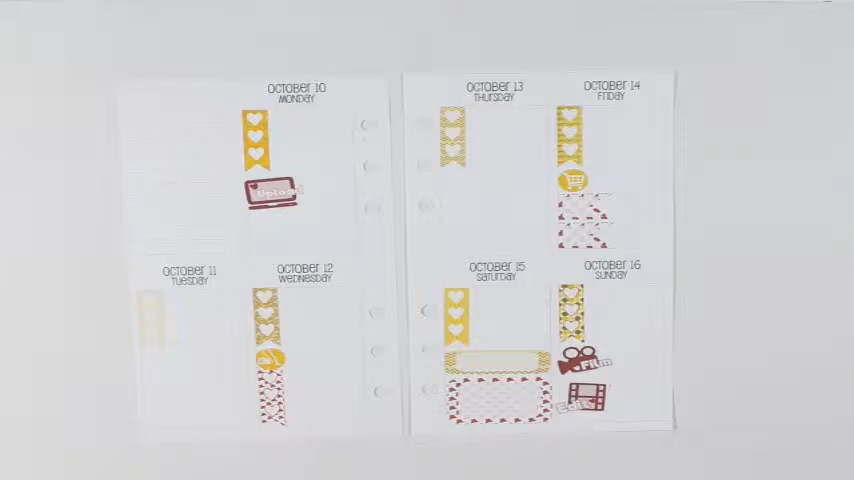 OCTOBER 10
MONDAY
Upload
OCTOBER 11
TUESDAY
OCTOBER 12
WEDNESDAY
OCTOBER 13
THURSDAY
OCTOBER 14
FRIDAY
OCTOBER 15
SATURDAY
OCTOBER 16
SUNDAY
Film
Edit